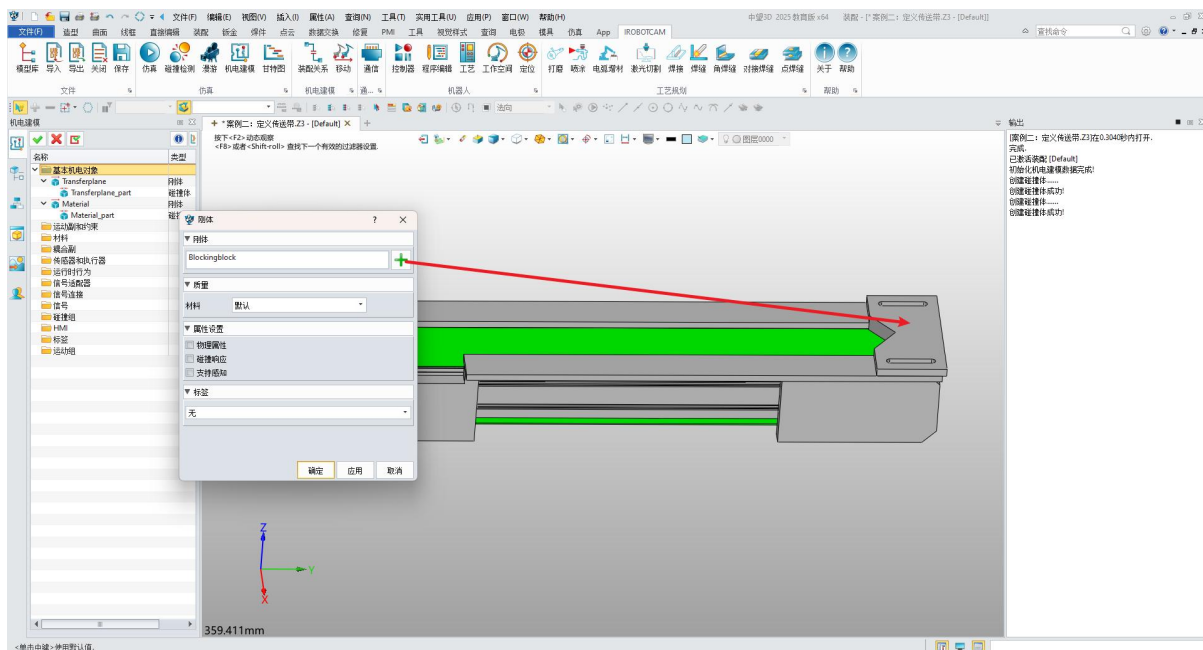 文件(F) 编辑(E) 视图(V) 插入(I) 属性(A) 查询(N) 工具(T) 实用工具(U) 应用(P) 窗口(W) 帮助(H) 中望3D 2025 教育版 x64 装配 - [* 案例二：定义传送带.Z3 - [Default]]
文件(F) 造型 曲面 线框 直接编辑 装配 钣金 焊件 点云 数据交换 修复 PMI 工具 视觉样式 查询 电极 模具 仿真 App IROBOTCAM 查找命令
模型库 导入 导出 关闭 保存 仿真 碰撞检测 漫游 机电建模 甘特图 装配关系 移动 通信 控制器 程序编辑 工艺 工作空间 定位 打磨 喷涂 电弧增材 激光切割 焊接 焊缝 角焊缝 对接焊缝 点焊缝 关于 帮助
文件 仿真 机电建模 通... 机器人 工艺规划 帮助
法向
机电建模
* 案例二：定义传送带.Z3 - [Default]
输出
按下<F2>动态观察
<F8> 或者<Shift-roll> 查找下一个有效的过滤器设置.
图层0000
名称 类型
基本机电对象
Transferplane 刚体
Transferplane_part 碰撞体
Material 刚体
Material_part
运动副和约束
材料
耦合副
传感器和执行器
运行时行为
信号适配器
信号连接
信号
碰撞组
HMI
标签
运动组
刚体 ? ×
刚体
Blockingblock
质量
材料 默认
属性设置
物理属性
碰撞响应
支持感知
标签
无
确定 应用 取消
Z
Y
X
359.411mm
[案例二：定义传送带.Z3]在0.3040秒内打开.
完成.
已激活装配 [Default]
初始化机电建模数据完成!
创建碰撞体......
创建碰撞体成功!
创建碰撞体......
创建碰撞体成功!
<单击中键>使用默认值.